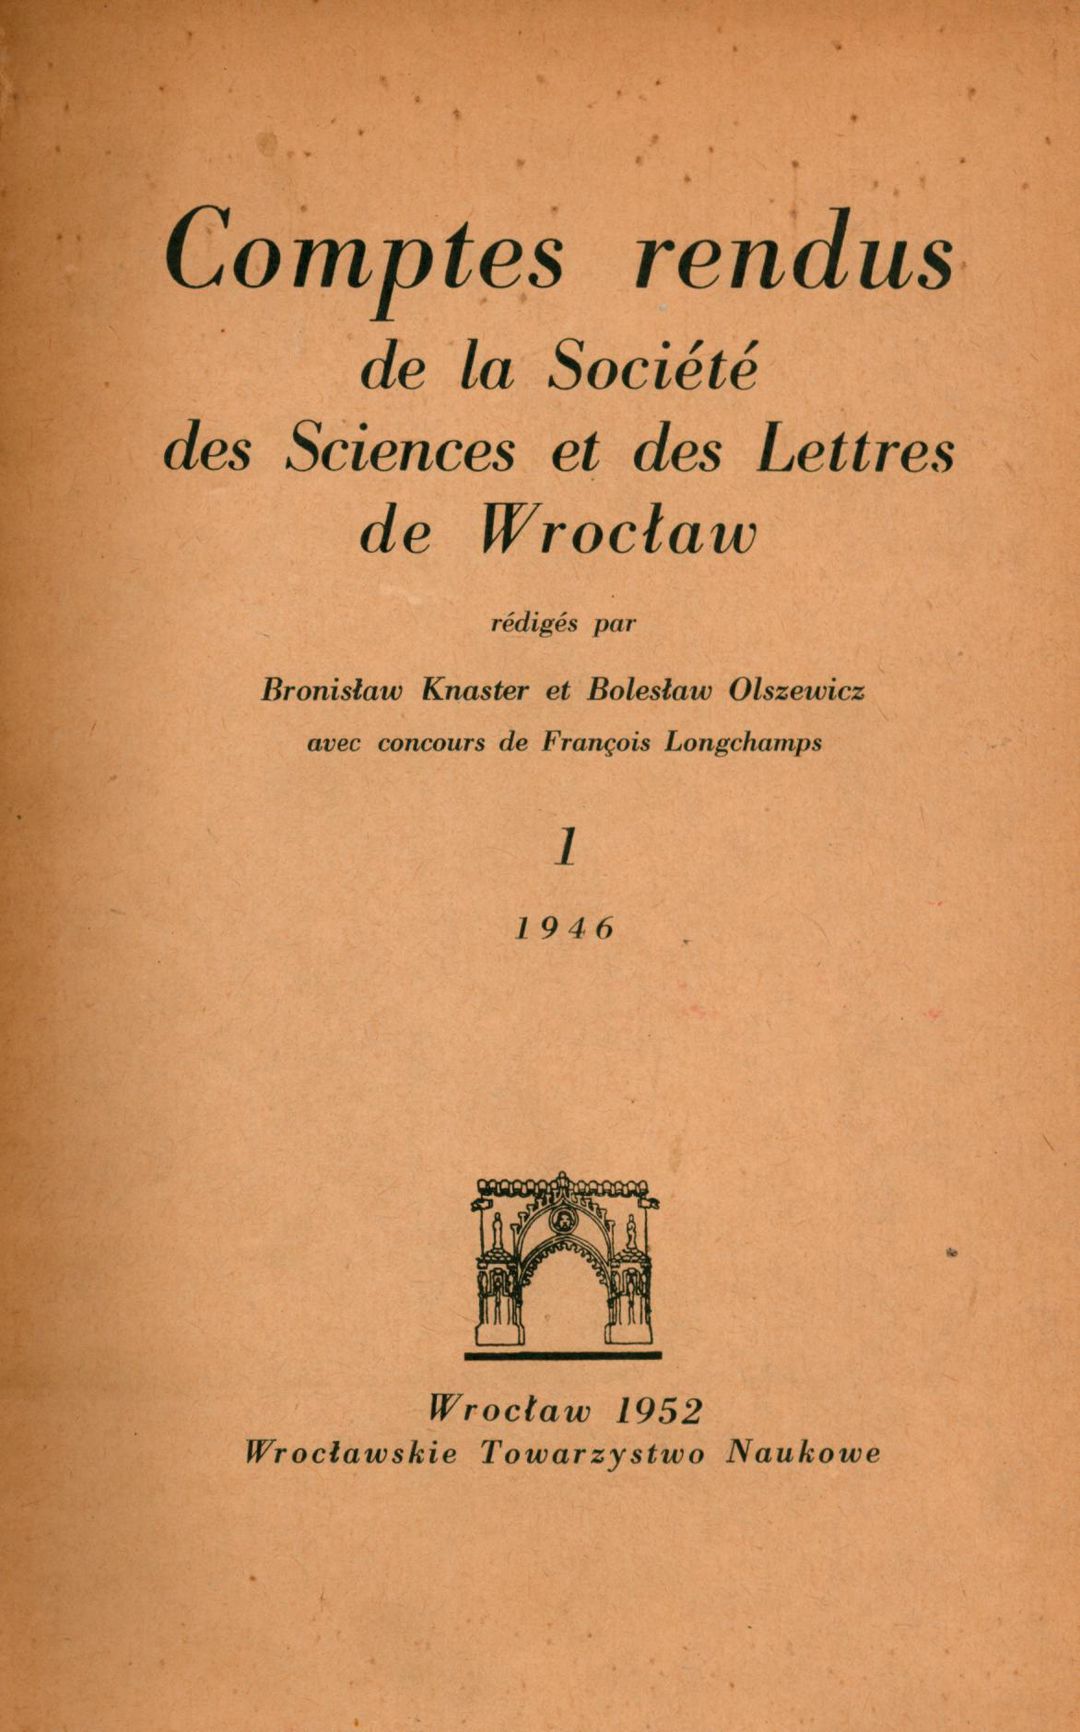 Comptes rendus
de la Société
des Sciences et des Lettres
de Wrocław
rédigés par
Bronisław Knaster et Bolesław Olszewicz
avec concours de François Longchamps
1
1946
Wrocław 1952
Wrocławskie Towarzystwo Naukowe